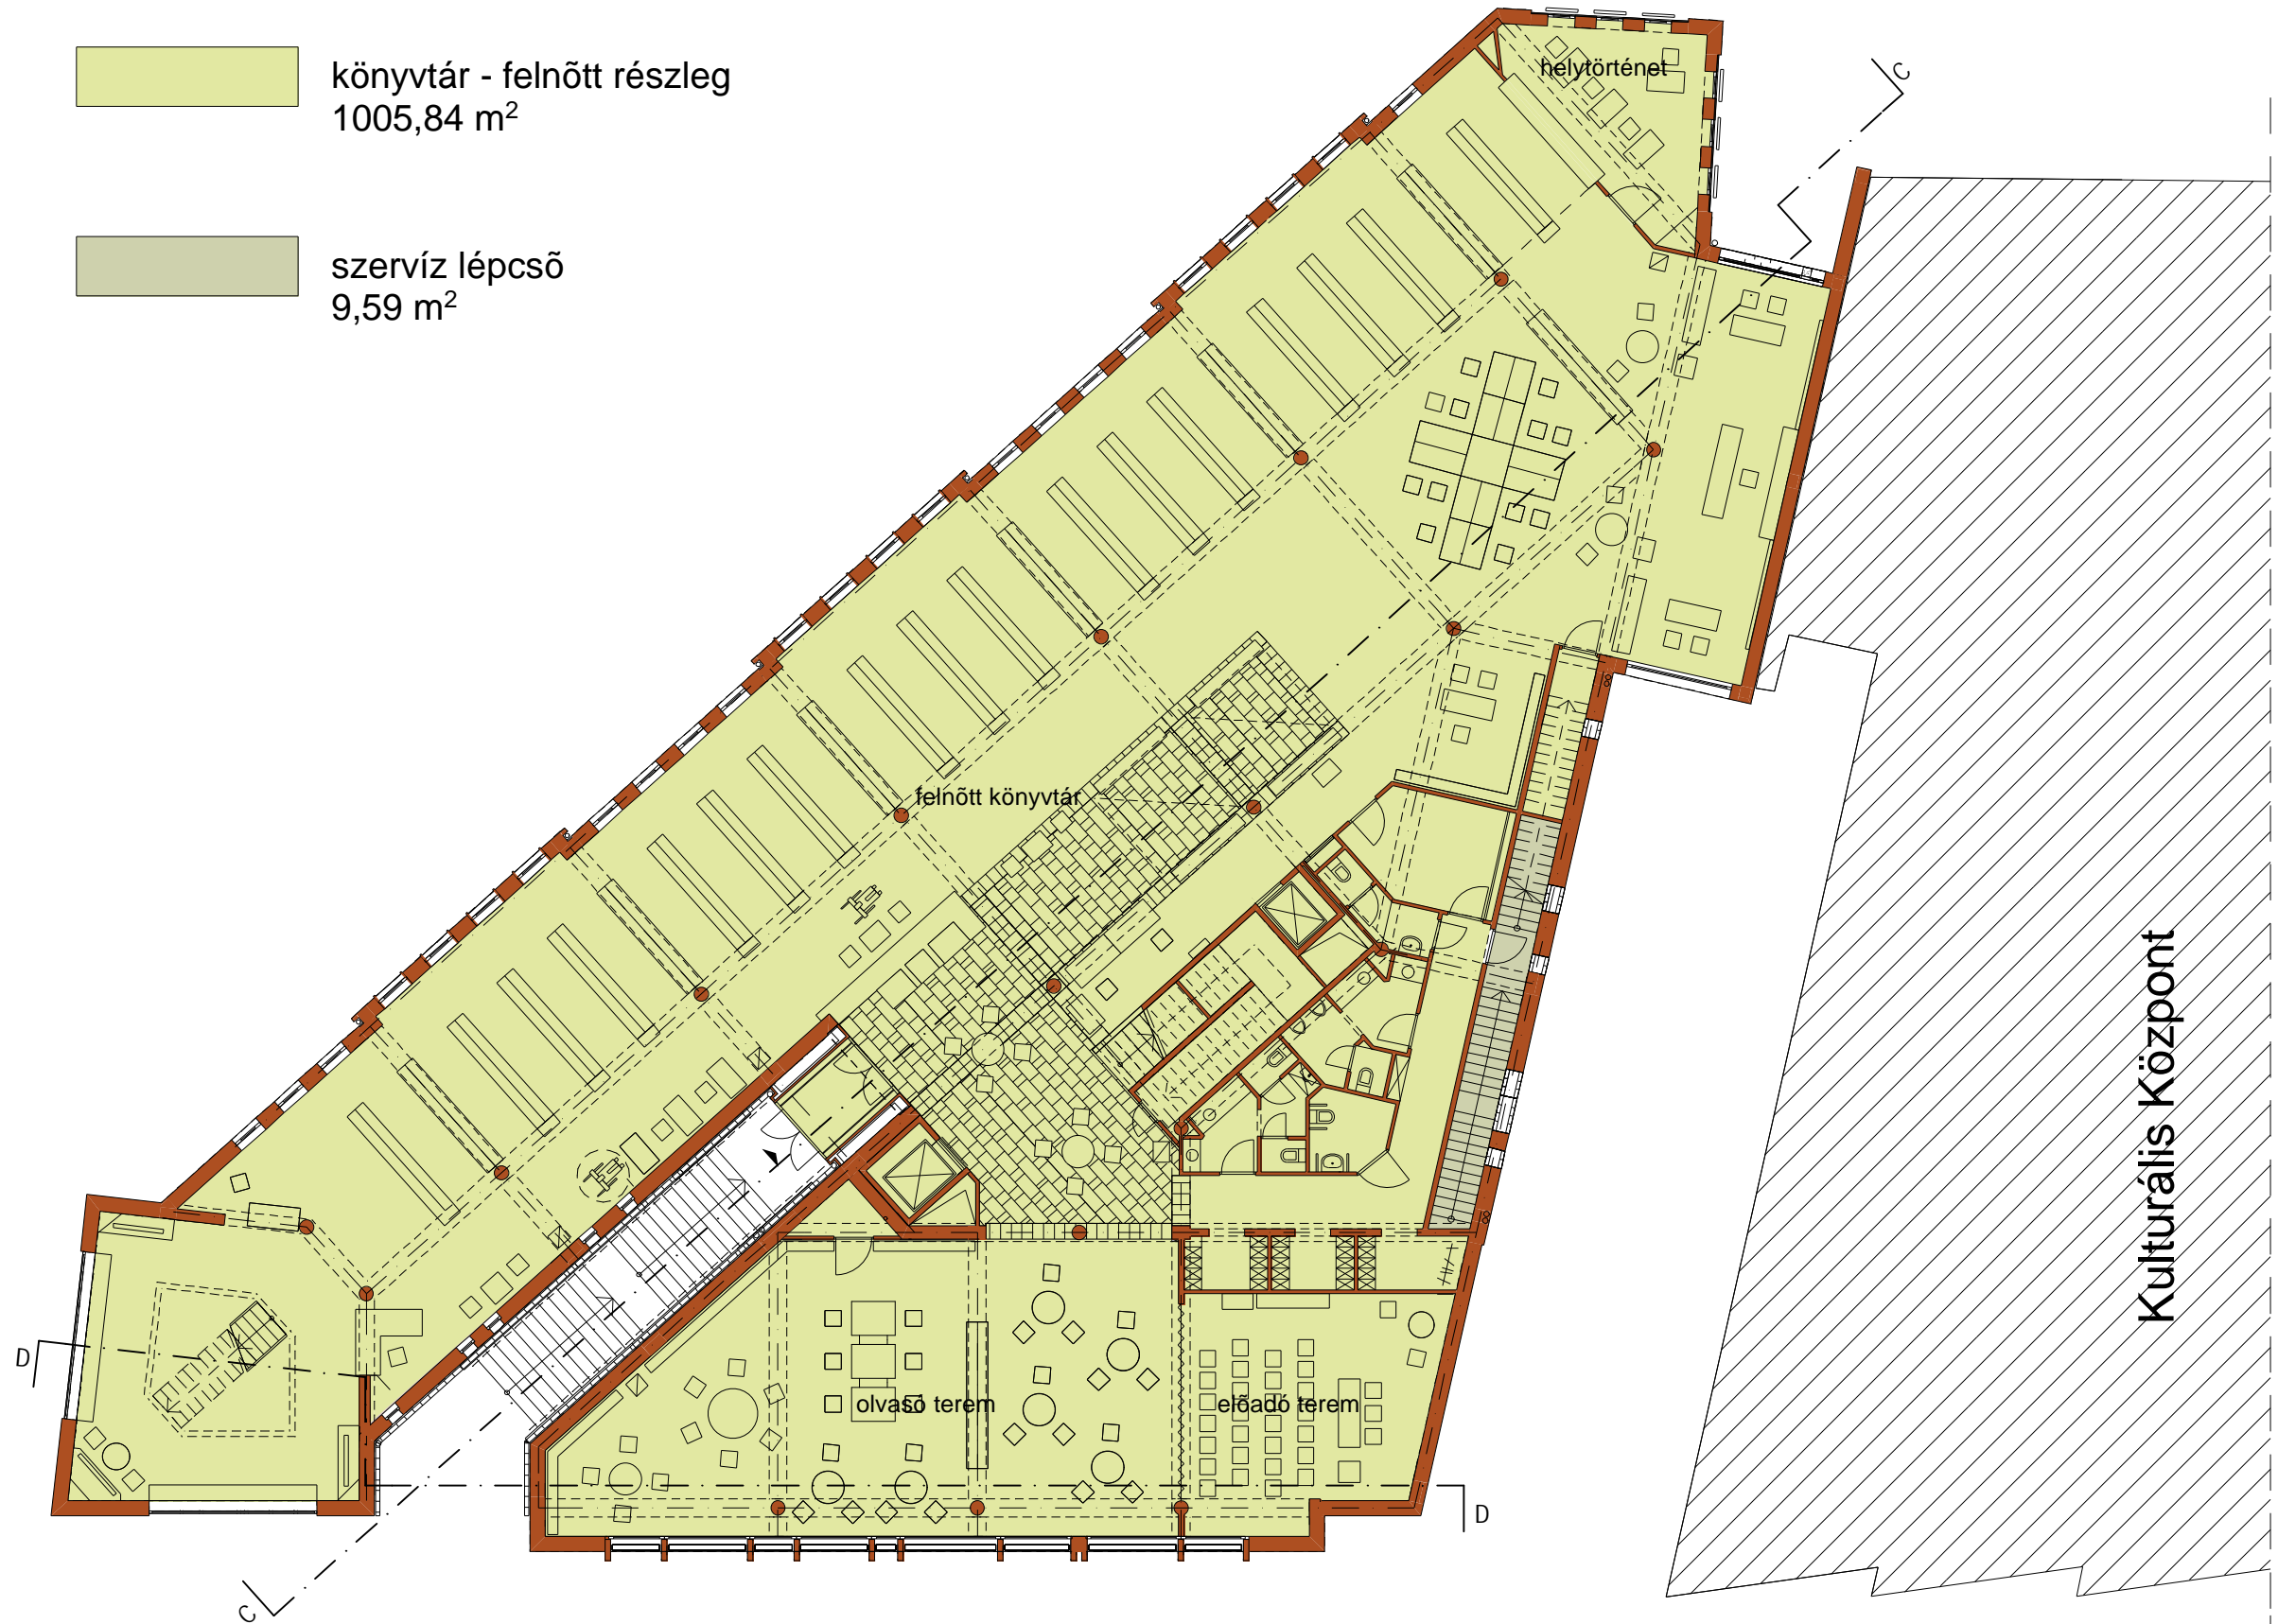 könyvtár - felnõtt részleg
1005,84 m²
szervíz lépcsõ
9,59 m²
helytörténet
C
felnõtt könyvtár
Kulturális Központ
D
olvasó terem
elõadó terem
D
C